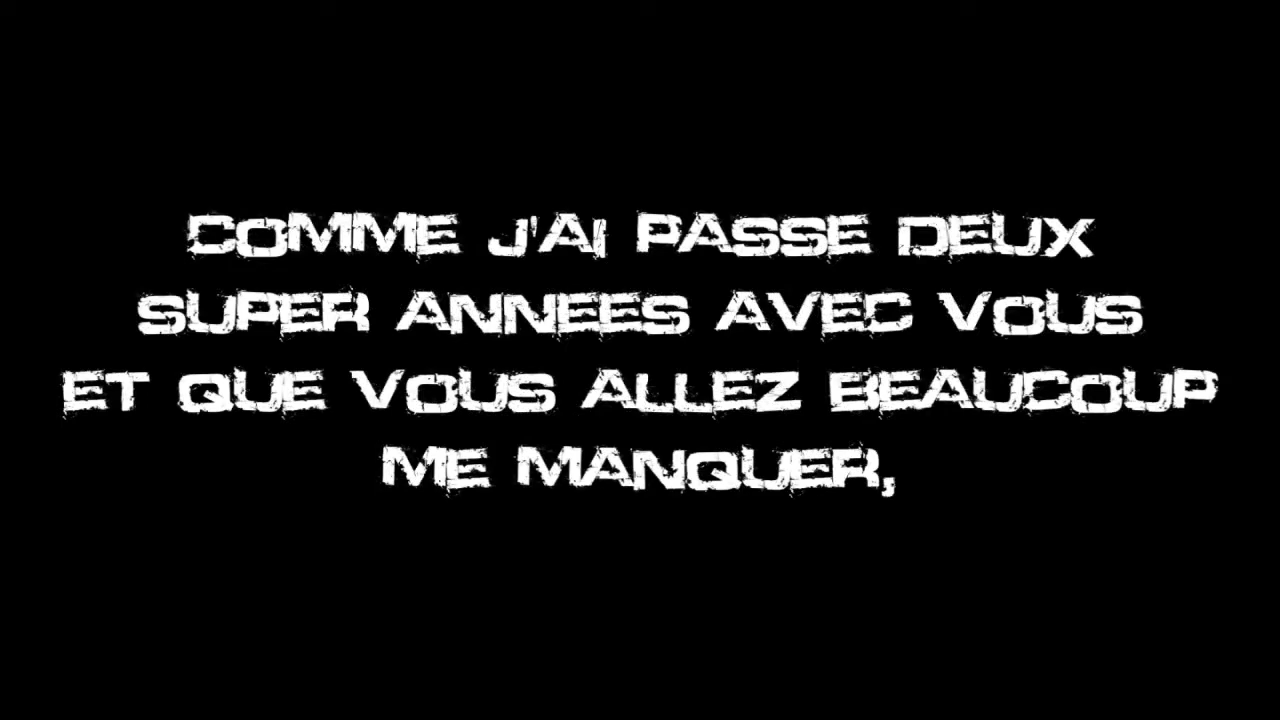 COMME J'AI PASSE DEUX
SUPER ANNEES AVEC VOUS
ET QUE VOUS ALLEZ BEAUCOUP
ME MANQUER,